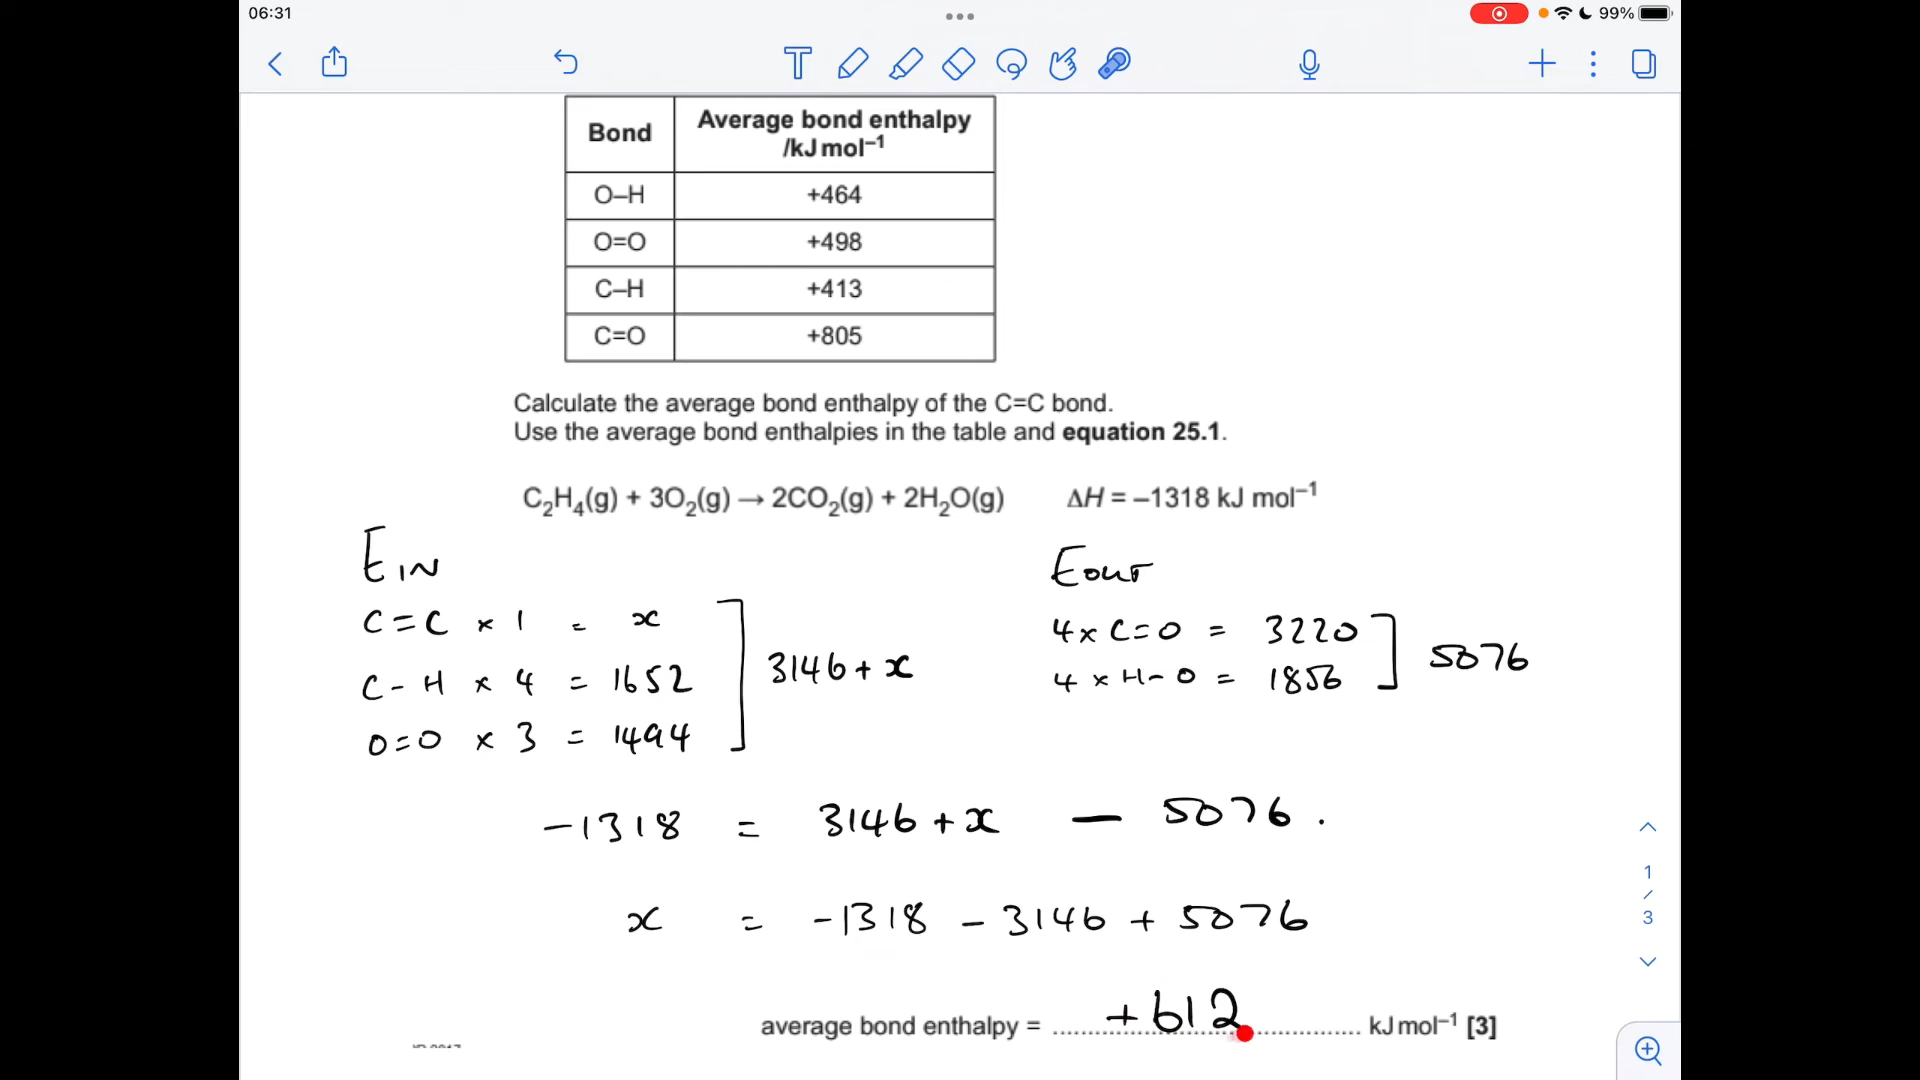 06:31
99%
Bond Average bond enthalpy /kJ mol⁻¹
O–H +464
O=O +498
C–H +413
C=O +805
Calculate the average bond enthalpy of the C=C bond.
Use the average bond enthalpies in the table and equation 25.1.
C₂H₄(g) + 3O₂(g) → 2CO₂(g) + 2H₂O(g) ΔH = –1318 kJ mol⁻¹
EIN
C=C × 1 = x
C-H × 4 = 1652
O=O × 3 = 1494
3146 + x
EOUT
4 × C=O = 3220
4 × H-O = 1856
5076
-1318 = 3146 + x — 5076.
x = -1318 - 3146 + 5076
average bond enthalpy = +612 kJ mol⁻¹ [3]
1
/
3